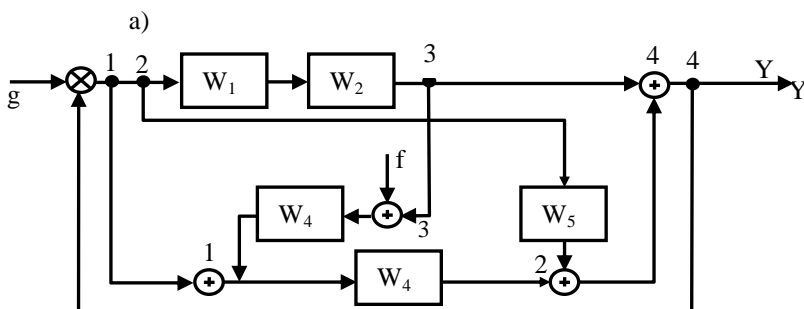 a)
1 2 3 4 4
g W₁ W₂ + Y Y
f
W₄ + 3 W₅
1 + W₄ 2 +